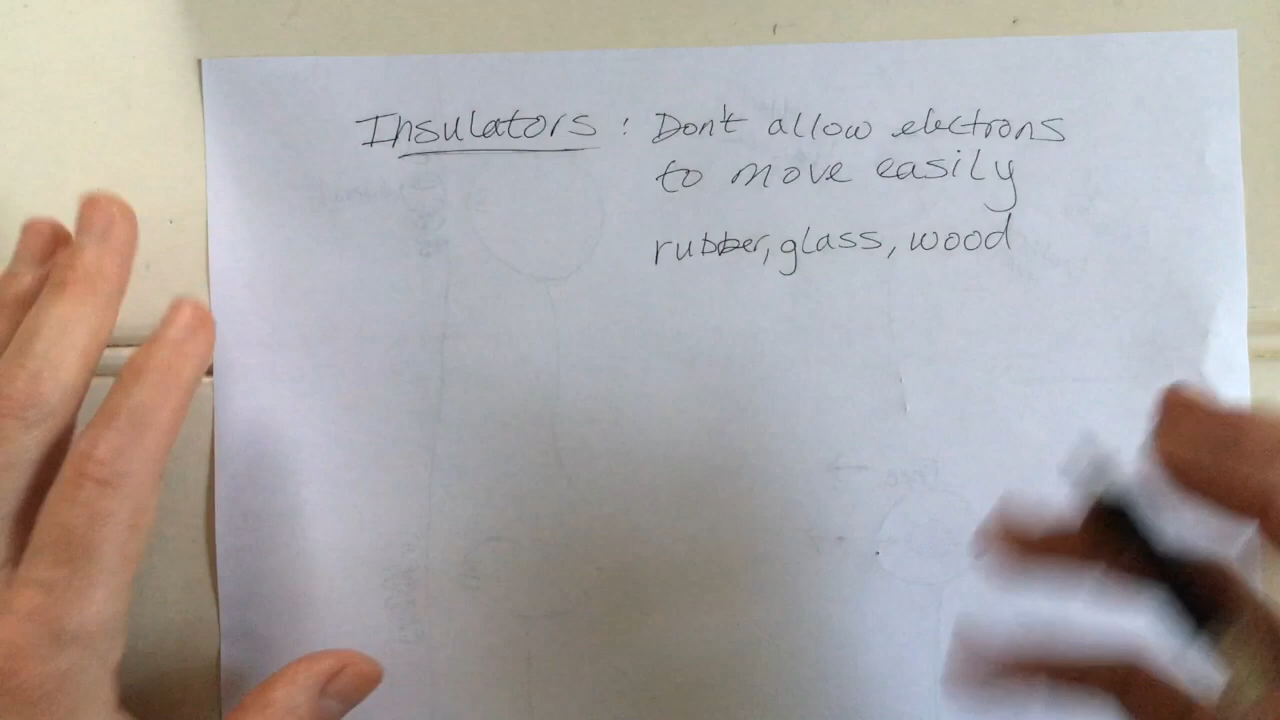 Insulators : Don't allow electrons
to move easily
rubber, glass, wood